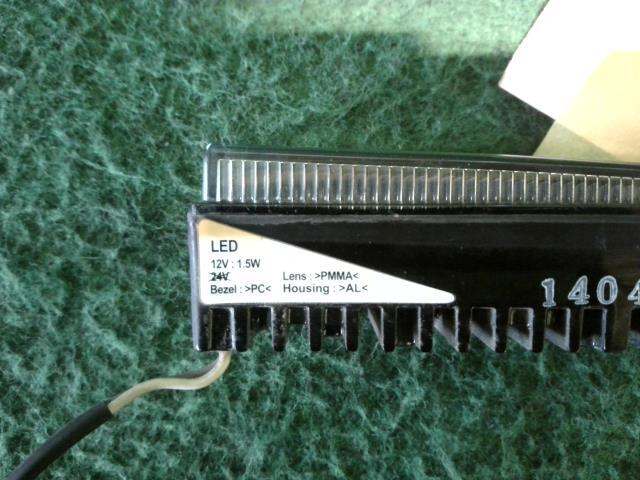 LED
12V : 1.5W
24V
Lens : >PMMA<
Bezel : >PC< Housing : >AL<
1404